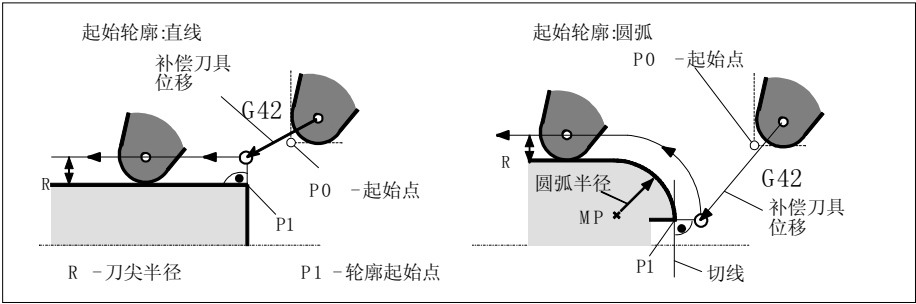 起始轮廓:直线
补偿刀具
位移
G42
R
P0 －起始点
P1
R －刀尖半径
P1－轮廓起始点
起始轮廓:圆弧
P0 －起始点
R
圆弧半径
MP
G42
补偿刀具
位移
P1
切线